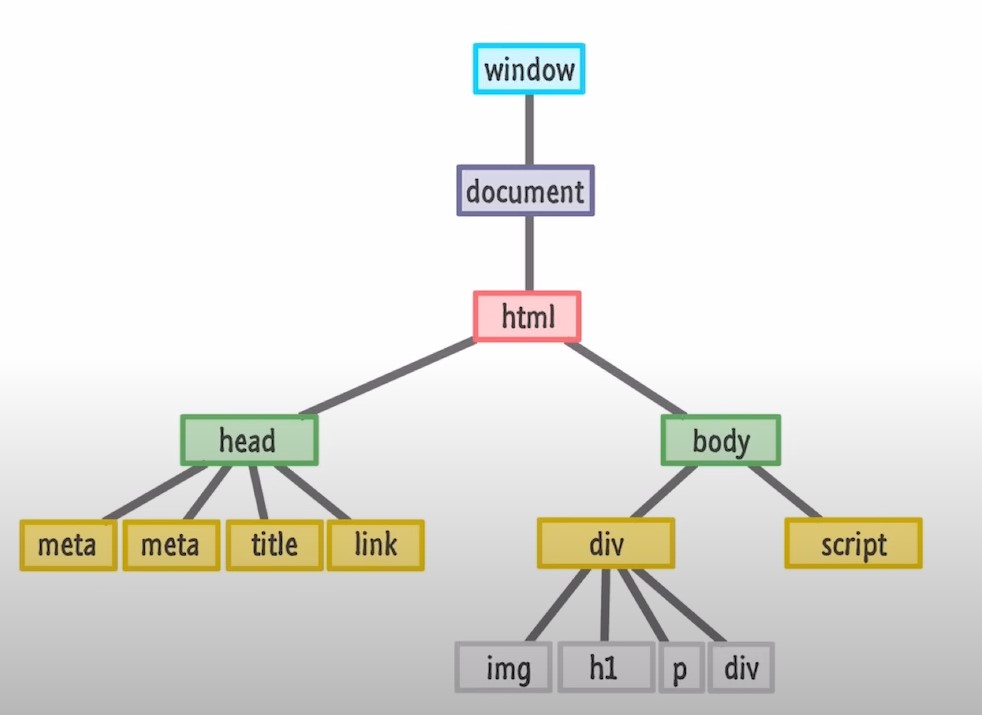 window
document
html
head body
meta meta title link div script
img h1 p div